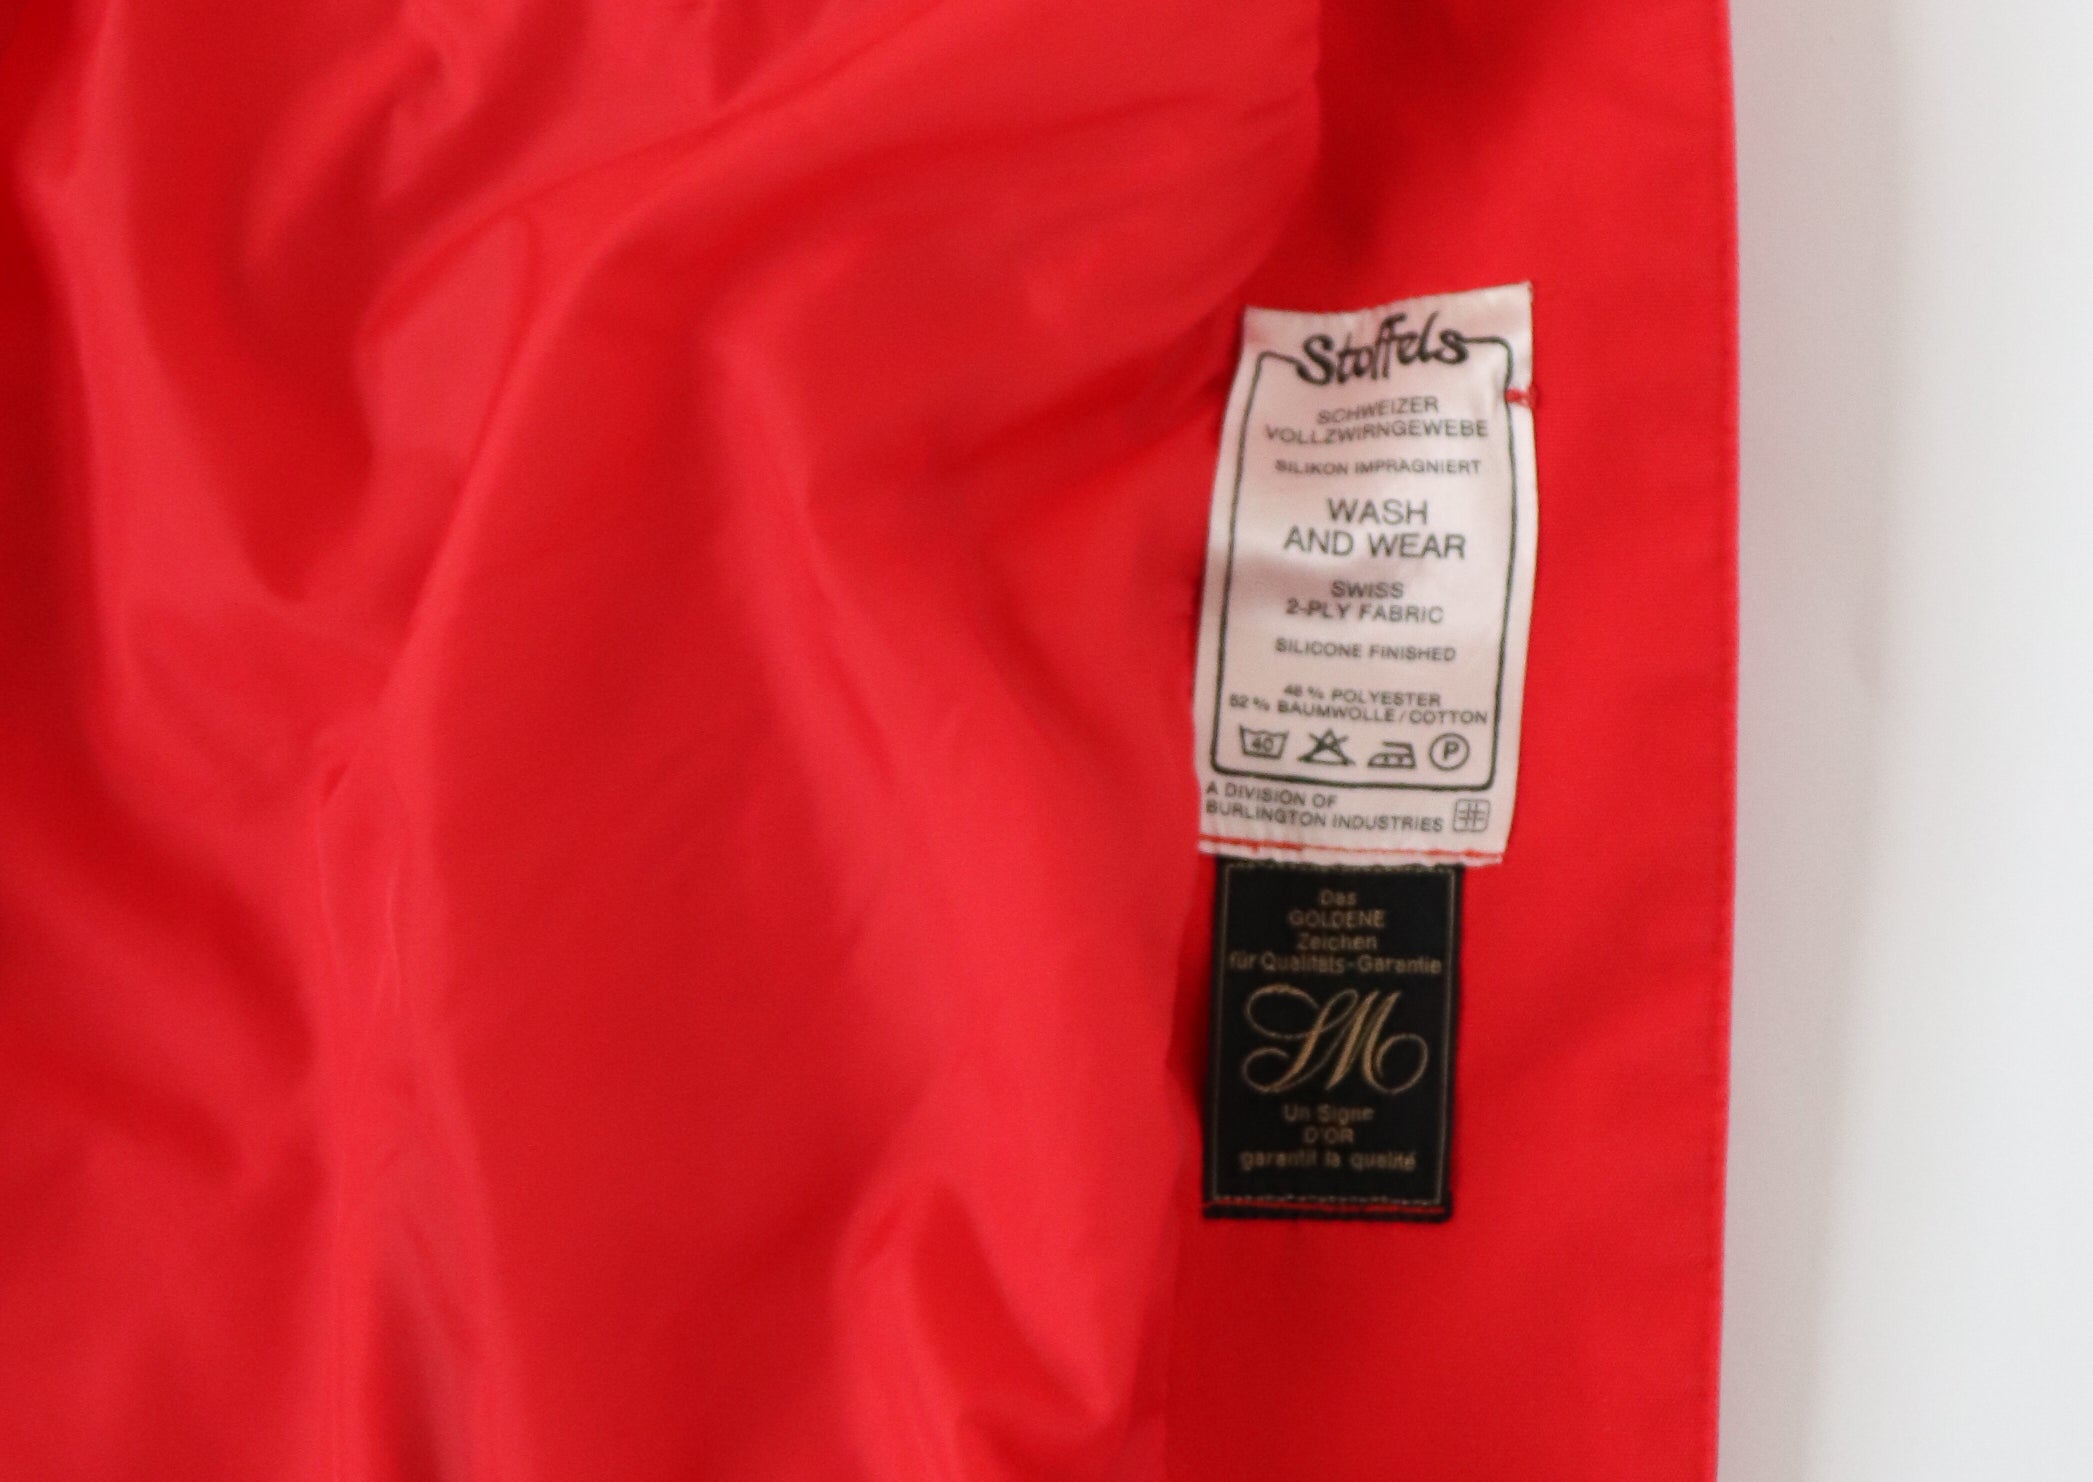 Stoffels
SCHWEIZER
VOLLZWIRNGEWEBE
SILIKON IMPRÄGNIERT
WASH
AND WEAR
SWISS
2-PLY FABRIC
SILICONE FINISHED
48 % POLYESTER
52 % BAUMWOLLE / COTTON
40 P
A DIVISION OF
BURLINGTON INDUSTRIES
Das
GOLDENE
Zeichen
für Qualitäts-Garantie
SM
Un Signe
D'OR
garantit la qualité